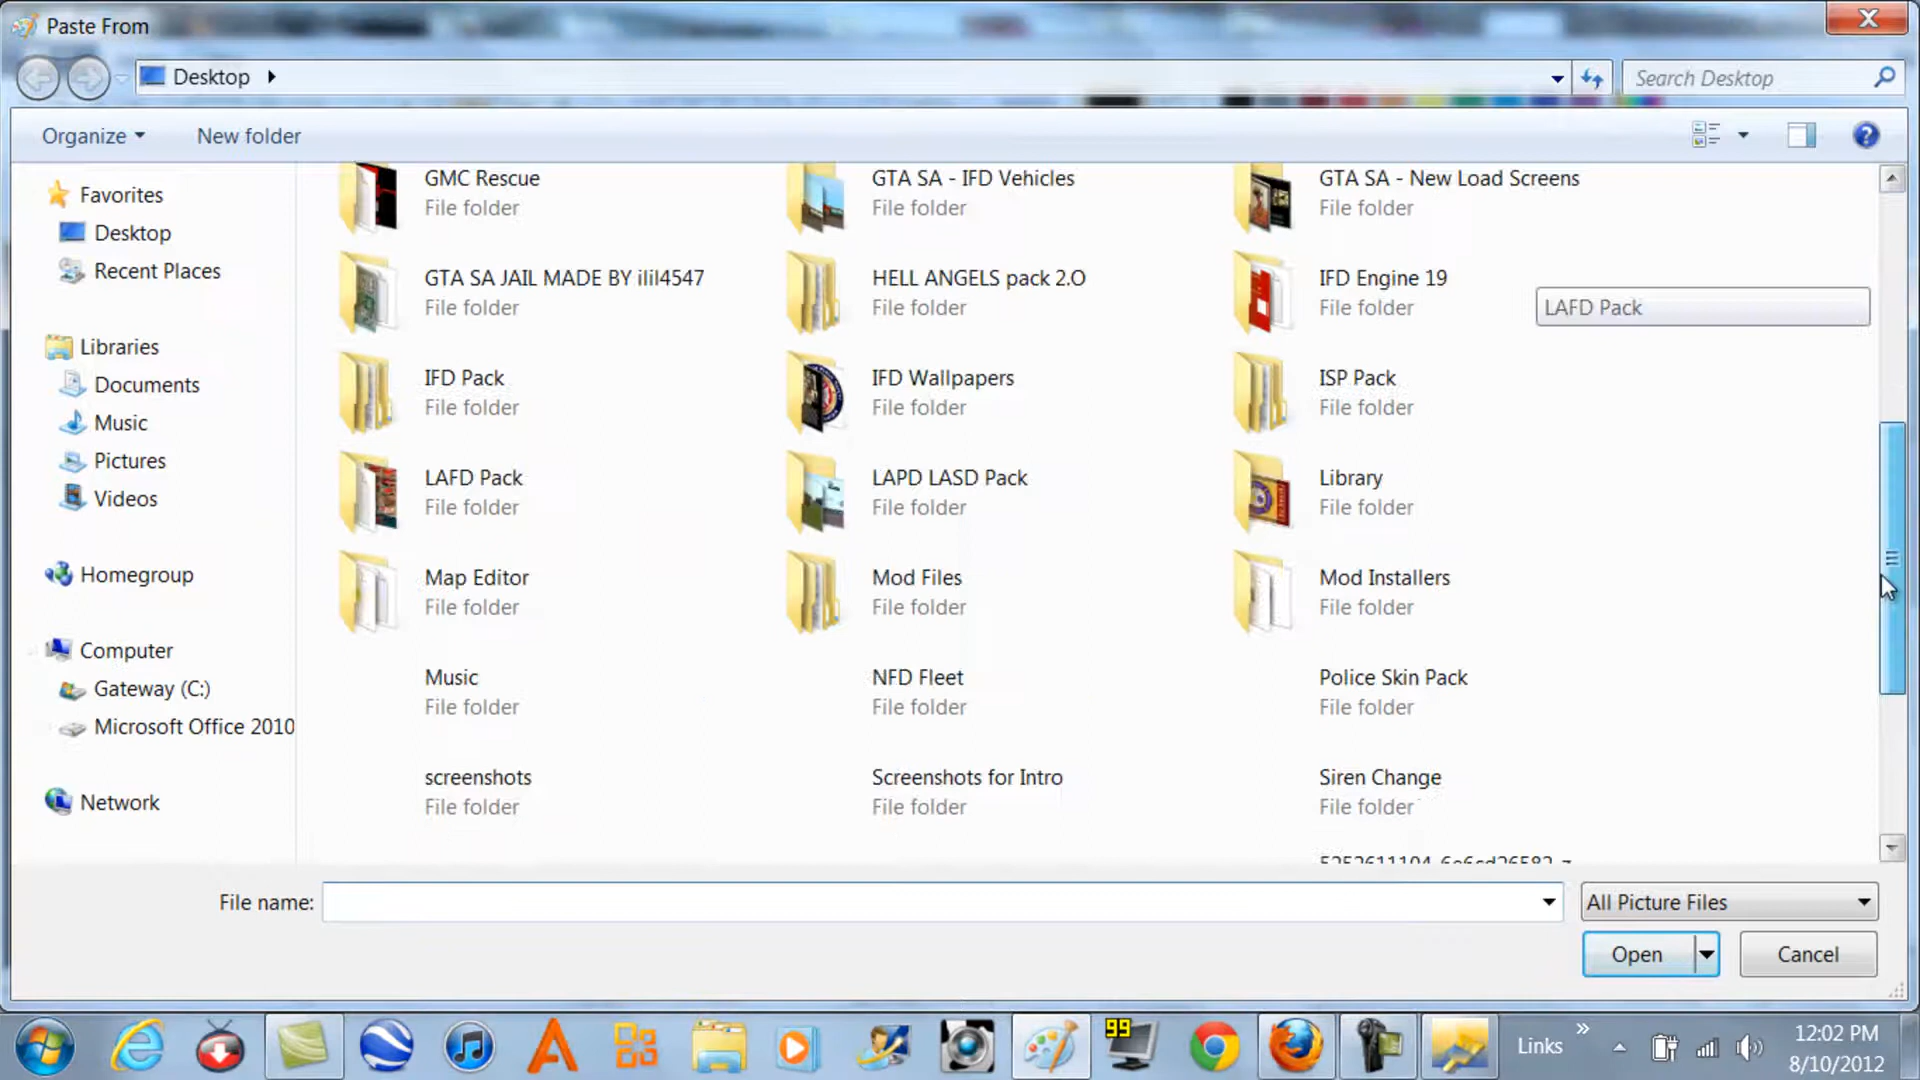 Paste From
Desktop
Search Desktop
Organize
New folder
Favorites
Desktop
Recent Places
Libraries
Documents
Music
Pictures
Videos
Homegroup
Computer
Gateway (C:)
Microsoft Office 2010
Network
GMC Rescue
File folder
GTA SA - IFD Vehicles
File folder
GTA SA - New Load Screens
File folder
GTA SA JAIL MADE BY ilil4547
File folder
HELL ANGELS pack 2.O
File folder
IFD Engine 19
File folder
LAFD Pack
IFD Pack
File folder
IFD Wallpapers
File folder
ISP Pack
File folder
LAFD Pack
File folder
LAPD LASD Pack
File folder
Library
File folder
Map Editor
File folder
Mod Files
File folder
Mod Installers
File folder
Music
File folder
NFD Fleet
File folder
Police Skin Pack
File folder
screenshots
File folder
Screenshots for Intro
File folder
Siren Change
File folder
File name:
All Picture Files
Open
Cancel
99
Links
12:02 PM
8/10/2012